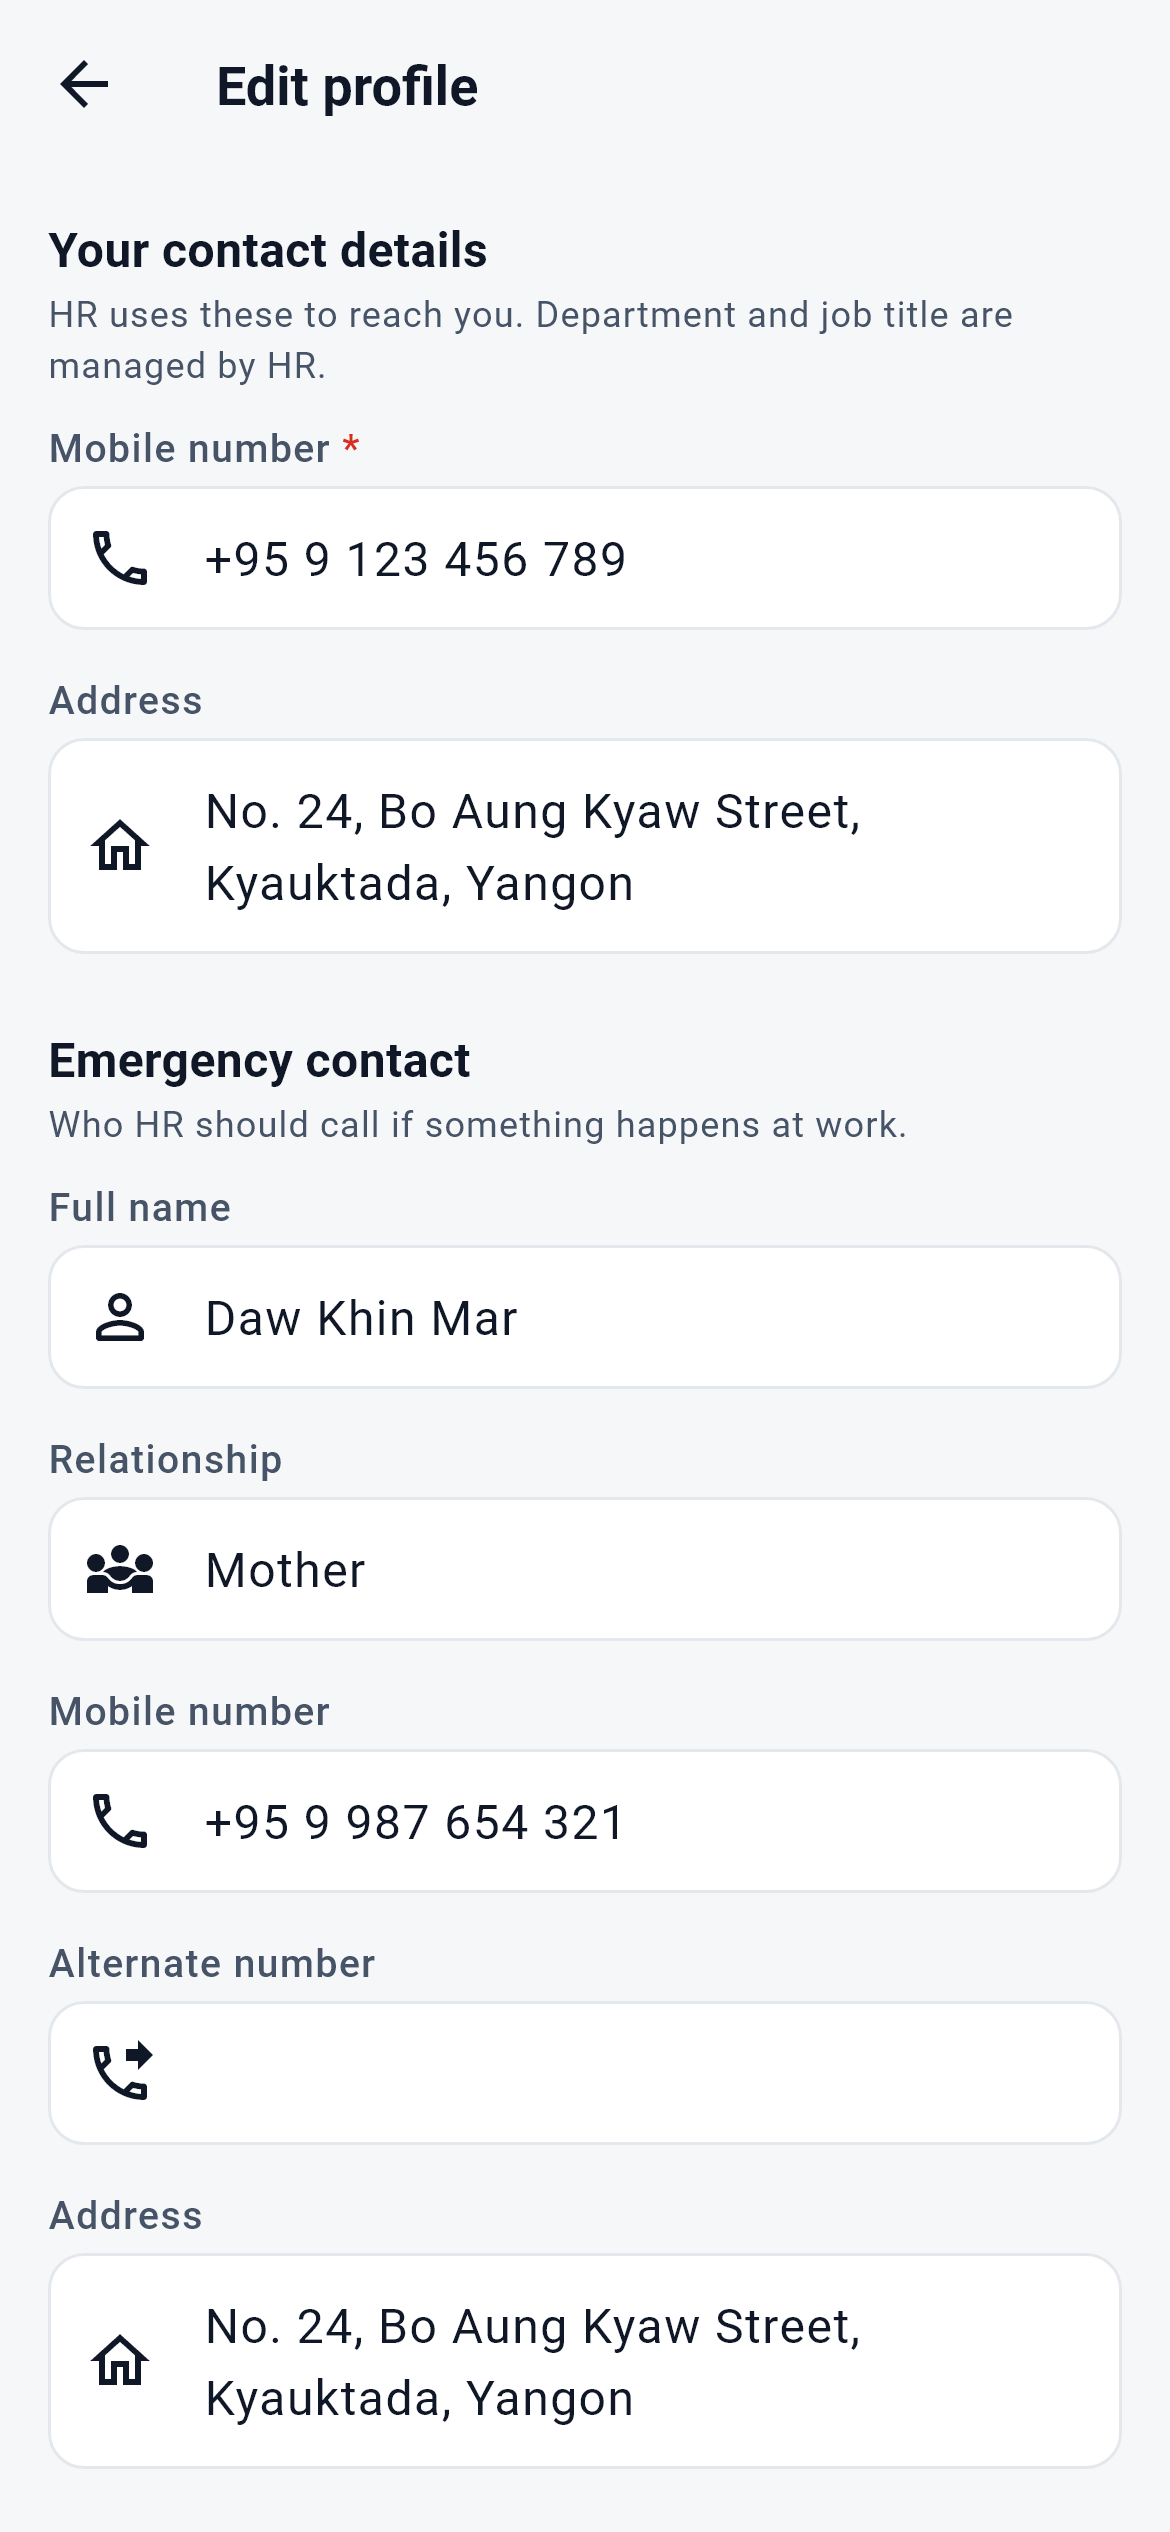 Edit profile
Your contact details
HR uses these to reach you. Department and job title are
managed by HR.
Mobile number *
+95 9 123 456 789
Address
No. 24, Bo Aung Kyaw Street,
Kyauktada, Yangon
Emergency contact
Who HR should call if something happens at work.
Full name
Daw Khin Mar
Relationship
Mother
Mobile number
+95 9 987 654 321
Alternate number
Address
No. 24, Bo Aung Kyaw Street,
Kyauktada, Yangon